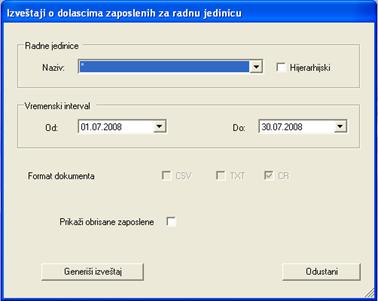 Izveštaji o dolascima zaposlenih za radnu jedinicu
Radne jedinice
Naziv: * Hijerarhijski
Vremenski interval
Od: 01.07.2008 Do: 30.07.2008
Format dokumenta CSV TXT CR
Prikaži obrisane zaposlene
Generiši izveštaj Odustani